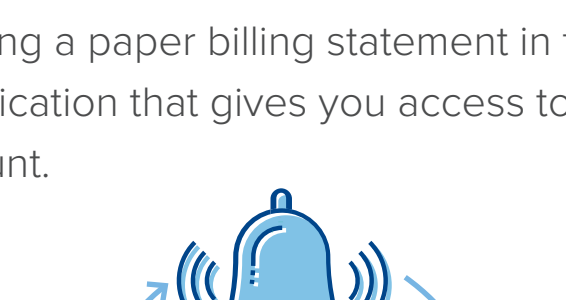 ng a paper billing statement in
ication that gives you access to
unt.